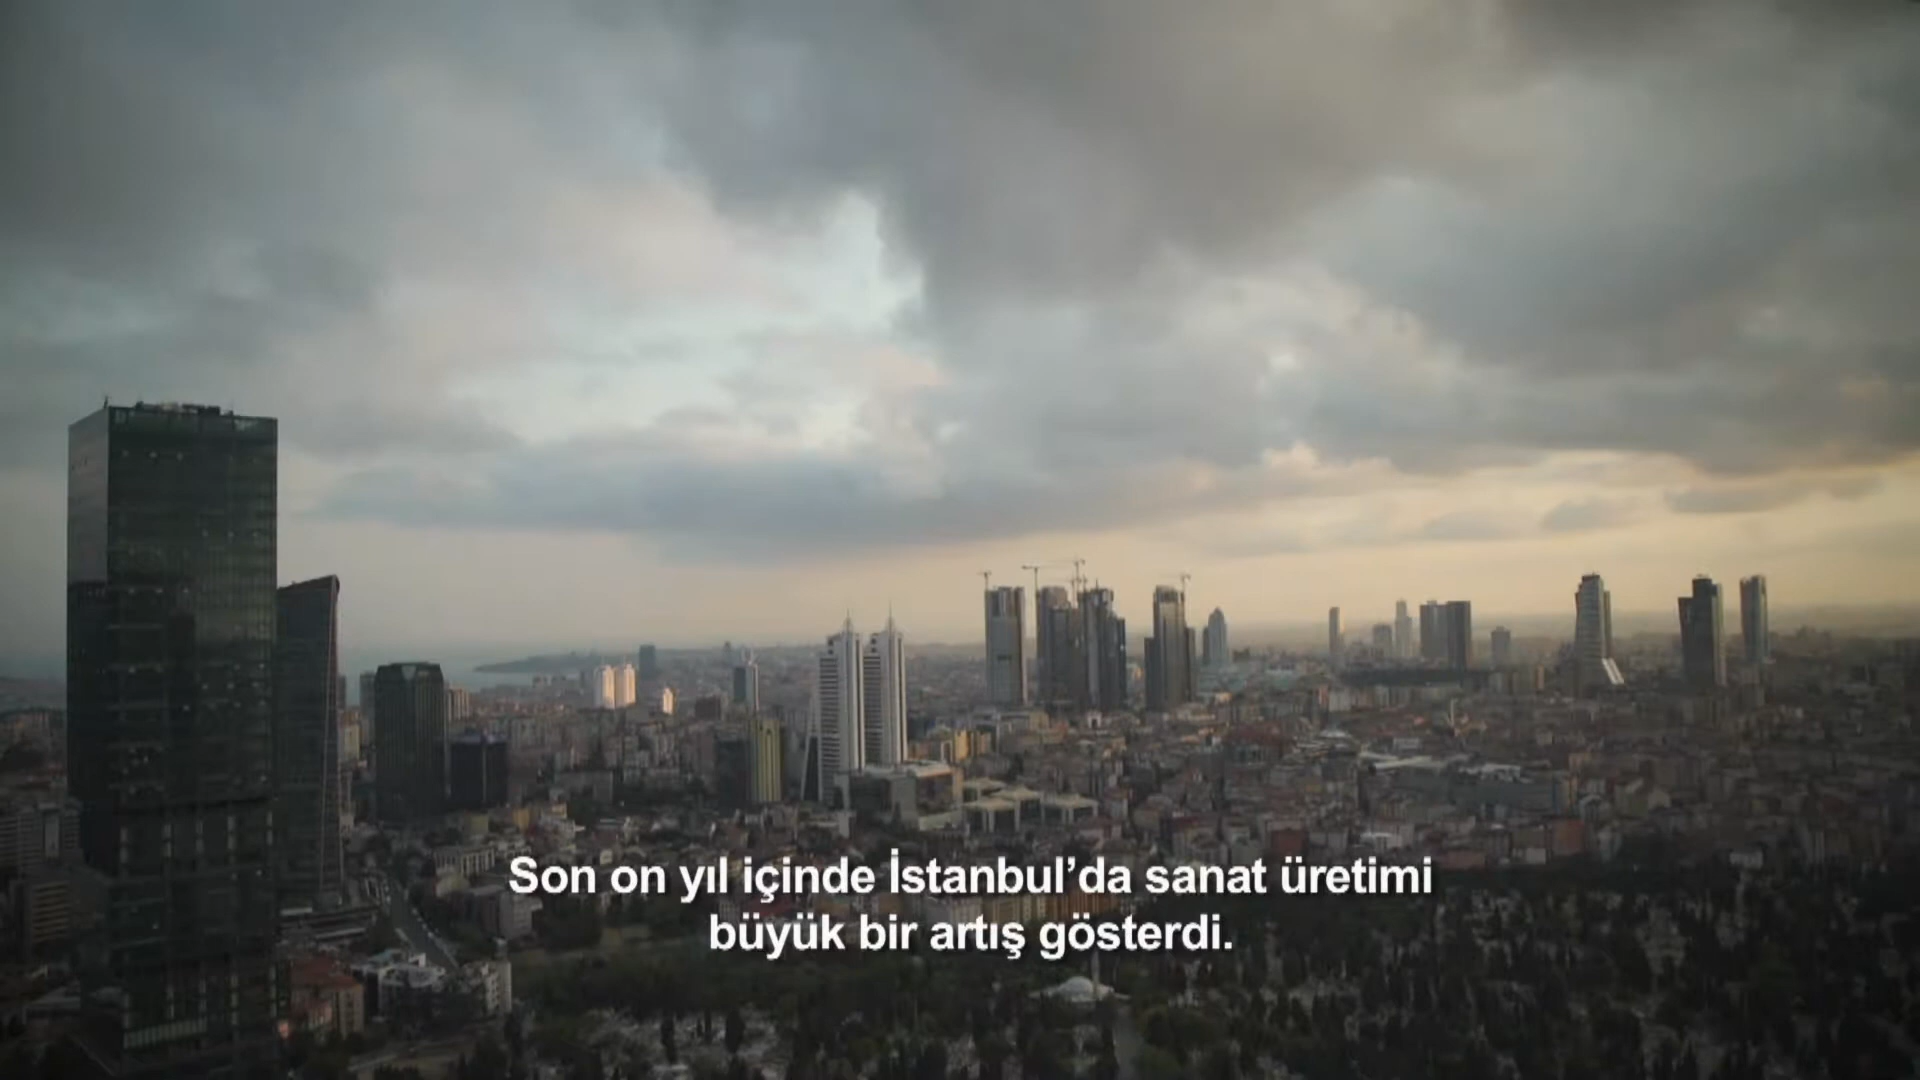 Son on yıl içinde İstanbul’da sanat üretimi
büyük bir artış gösterdi.